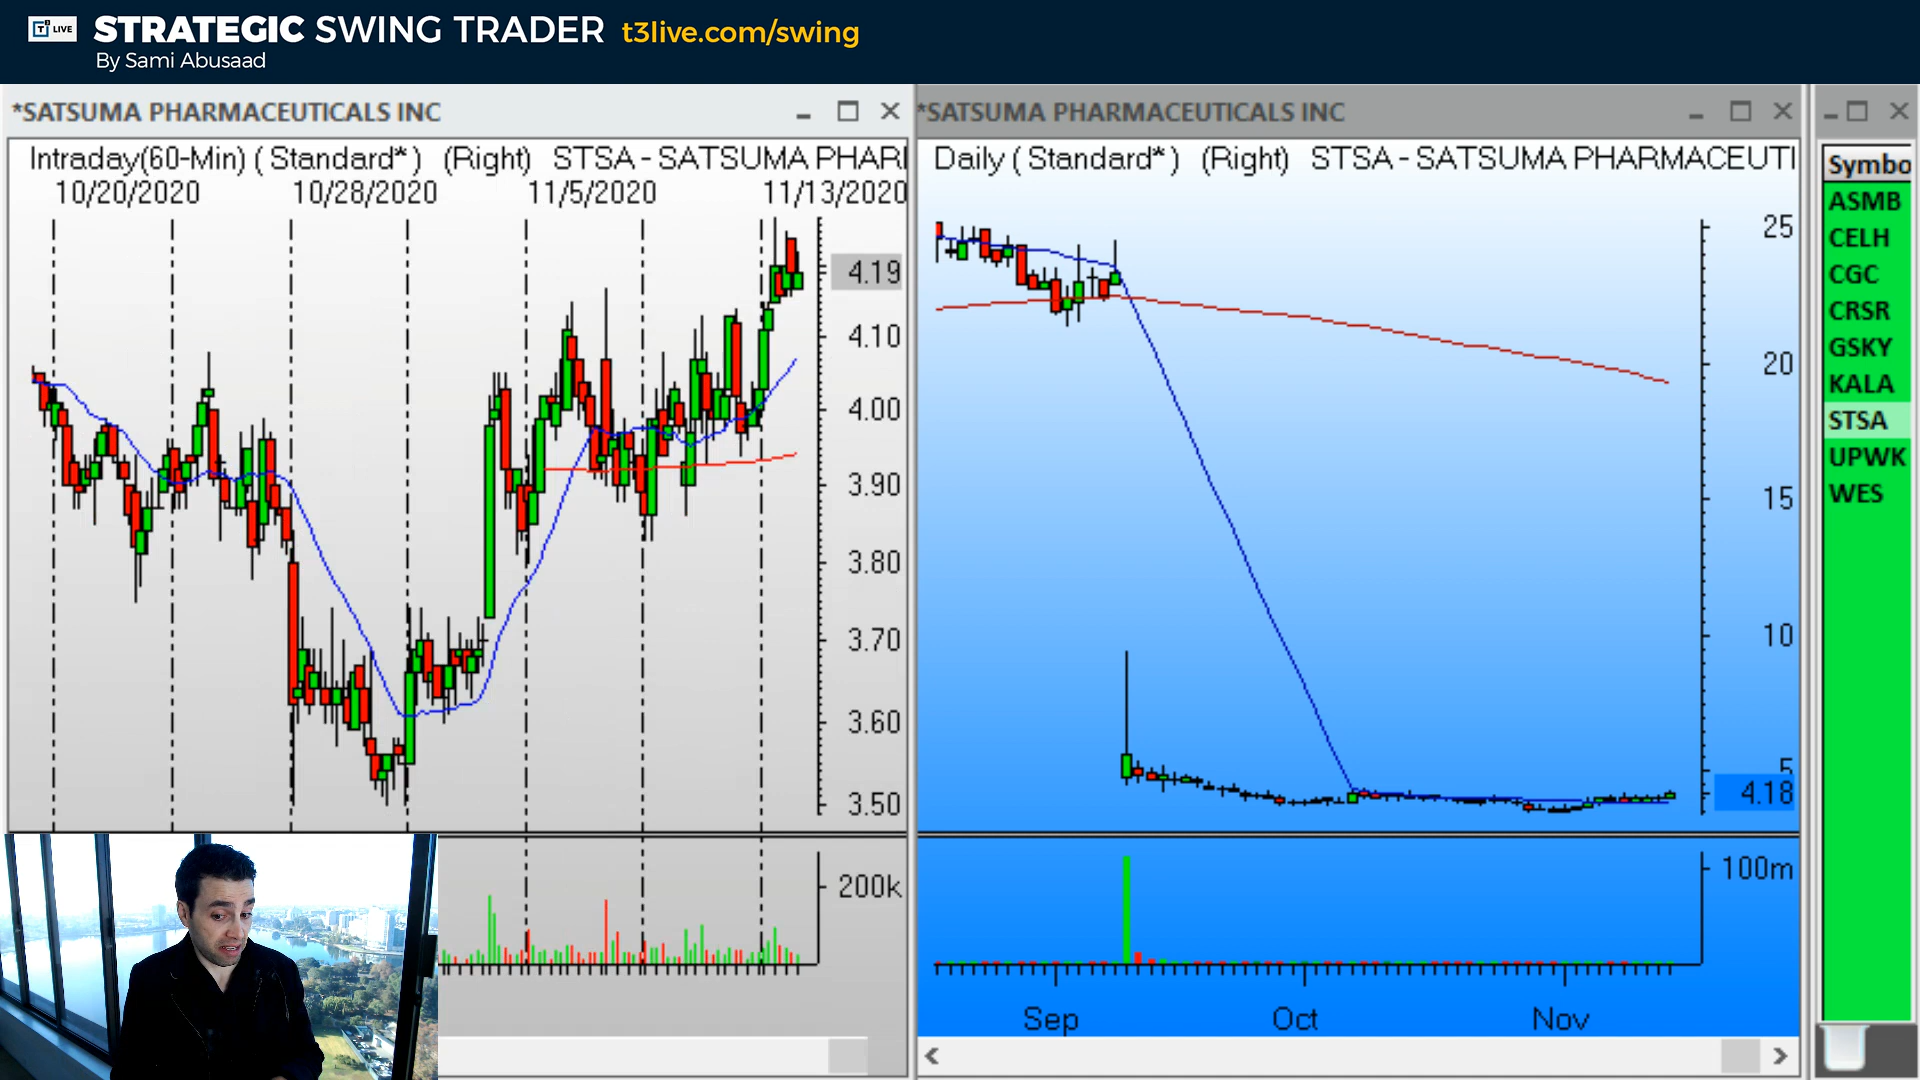 T3 LIVE STRATEGIC SWING TRADER t3live.com/swing
By Sami Abusaad
*SATSUMA PHARMACEUTICALS INC
Intraday(60-Min) ( Standard* ) (Right) STSA - SATSUMA PHARI
10/20/2020 10/28/2020 11/5/2020 11/13/2020
4.19
4.10
4.00
3.90
3.80
3.70
3.60
3.50
200k
*SATSUMA PHARMACEUTICALS INC
Daily ( Standard* ) (Right) STSA - SATSUMA PHARMACEUTI
25
20
15
10
5
4.18
100m
Sep Oct Nov
Symbo
ASMB
CELH
CGC
CRSR
GSKY
KALA
STSA
UPWK
WES